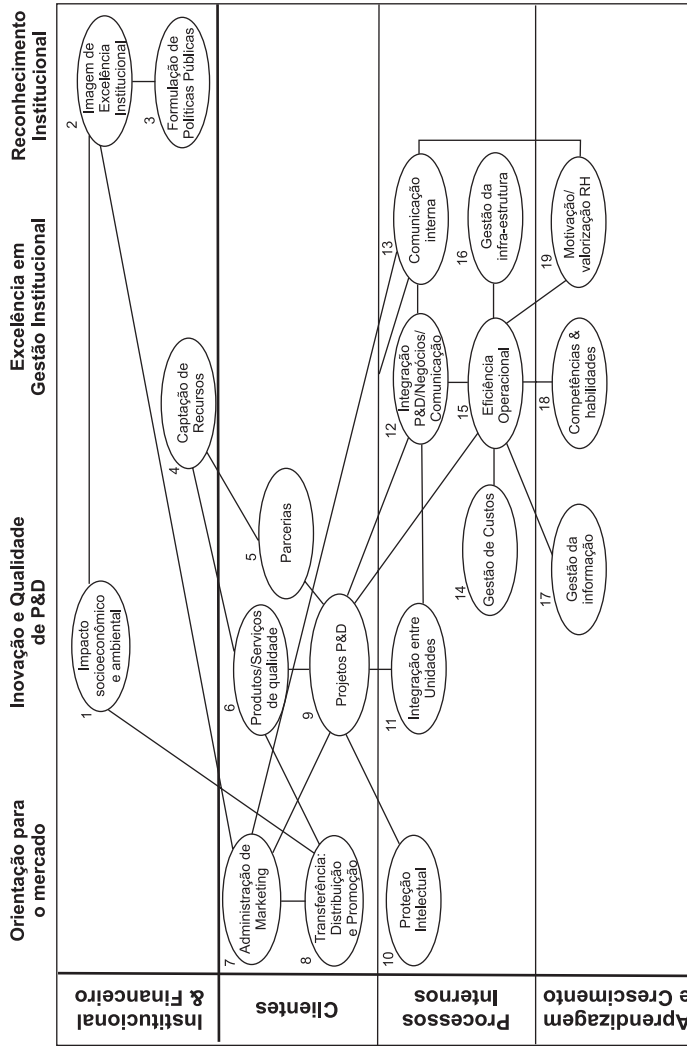 Orientação para
o mercado
Inovação e Qualidade
de P&D
Excelência em
Gestão Institucional
Reconhecimento
Institucional
Institucional
& Financeiro
1
Impacto
socioeconômico
e ambiental
2
Imagem de
Excelência
Institucional
3
Formulação de
Políticas Públicas
4
Captação de
Recursos
Clientes
5
Parcerias
6
Produtos/Serviços
de qualidade
7
Administração de
Marketing
8
Transferência:
Distribuição
e Promoção
9
Projetos P&D
Processos
Internos
10
Proteção
Intelectual
11
Integração entre
Unidades
12
Integração
P&D/Negócios/
Comunicação
13
Comunicação
interna
14
Gestão de Custos
15
Eficiência
Operacional
16
Gestão da
infra-estrutura
Aprendizagem
e Crescimento
17
Gestão da
informação
18
Competências &
habilidades
19
Motivação/
valorização RH